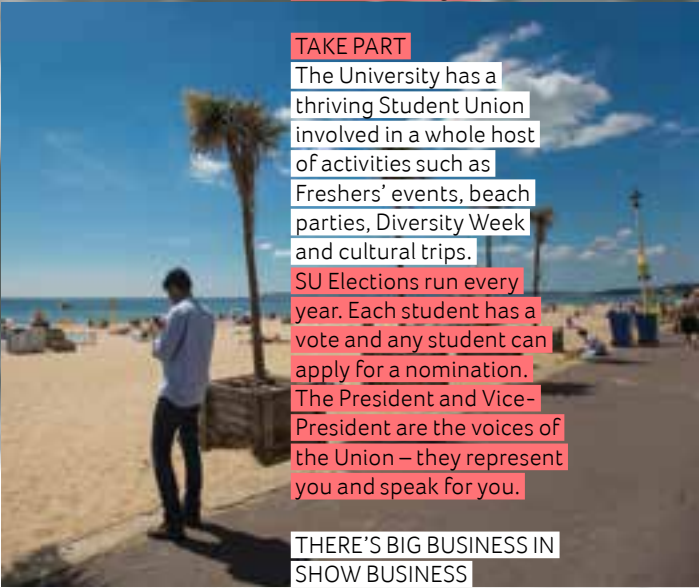 TAKE PART
The University has a
thriving Student Union
involved in a whole host
of activities such as
Freshers’ events, beach
parties, Diversity Week
and cultural trips.
SU Elections run every
year. Each student has a
vote and any student can
apply for a nomination.
The President and Vice-
President are the voices of
the Union – they represent
you and speak for you.
THERE’S BIG BUSINESS IN
SHOW BUSINESS